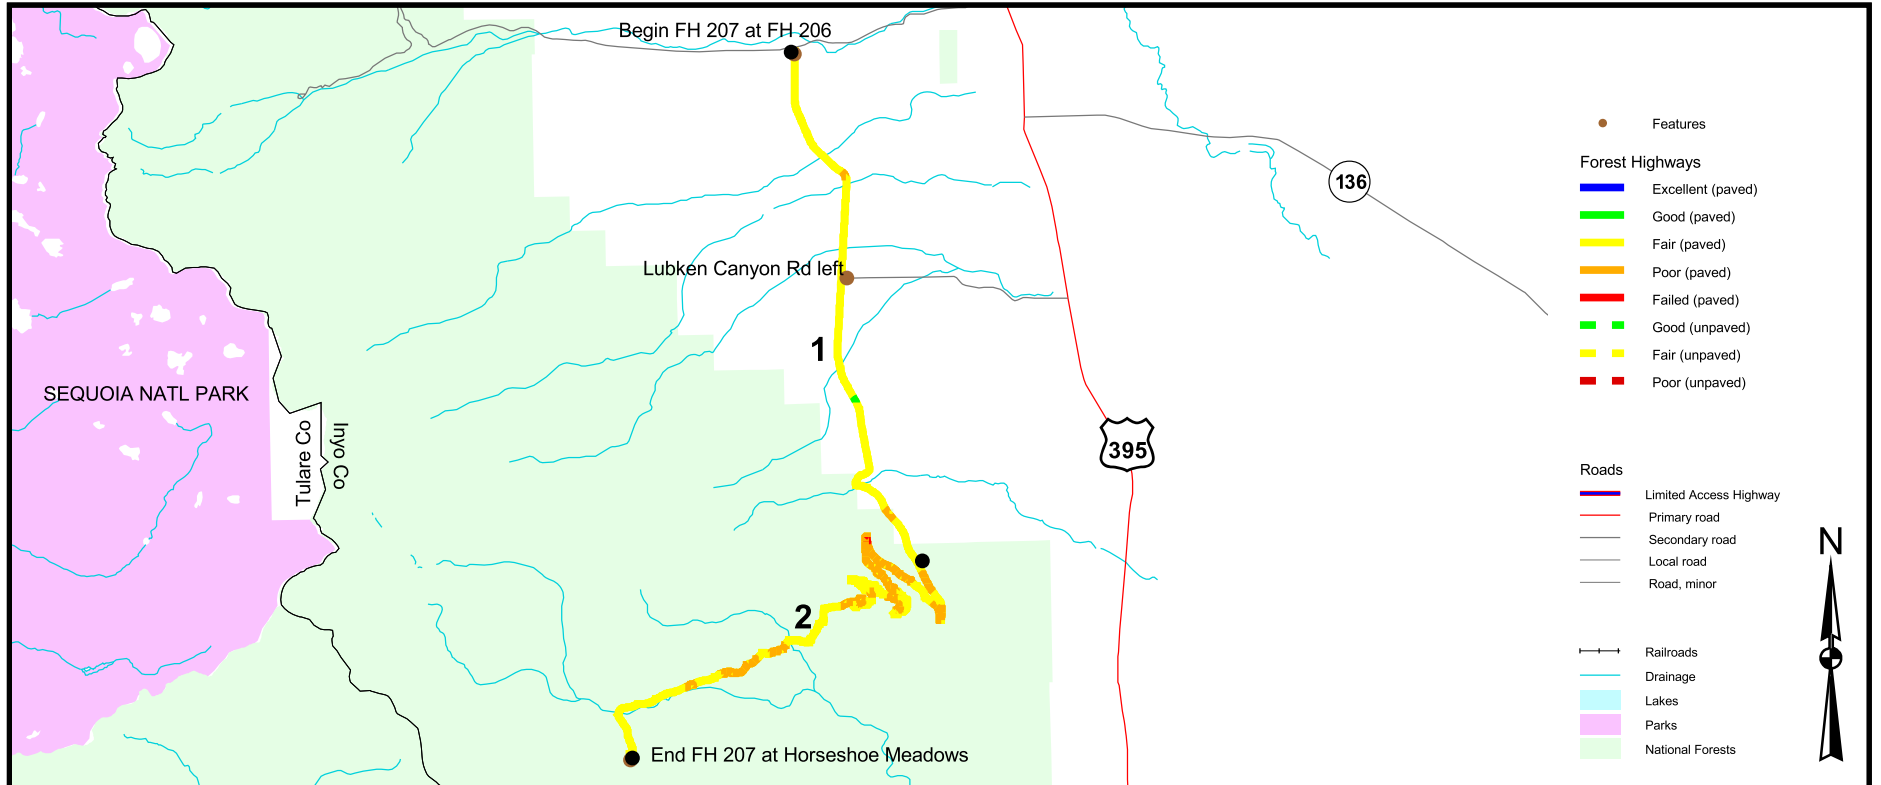 Begin FH 207 at FH 206
136
Lubken Canyon Rd left
1
SEQUOIA NATL PARK
Tulare Co
Inyo Co
395
2
End FH 207 at Horseshoe Meadows
Features
Forest Highways
Excellent (paved)
Good (paved)
Fair (paved)
Poor (paved)
Failed (paved)
Good (unpaved)
Fair (unpaved)
Poor (unpaved)
Roads
Limited Access Highway
Primary road
Secondary road
Local road
Road, minor
Railroads
Drainage
Lakes
Parks
National Forests
N